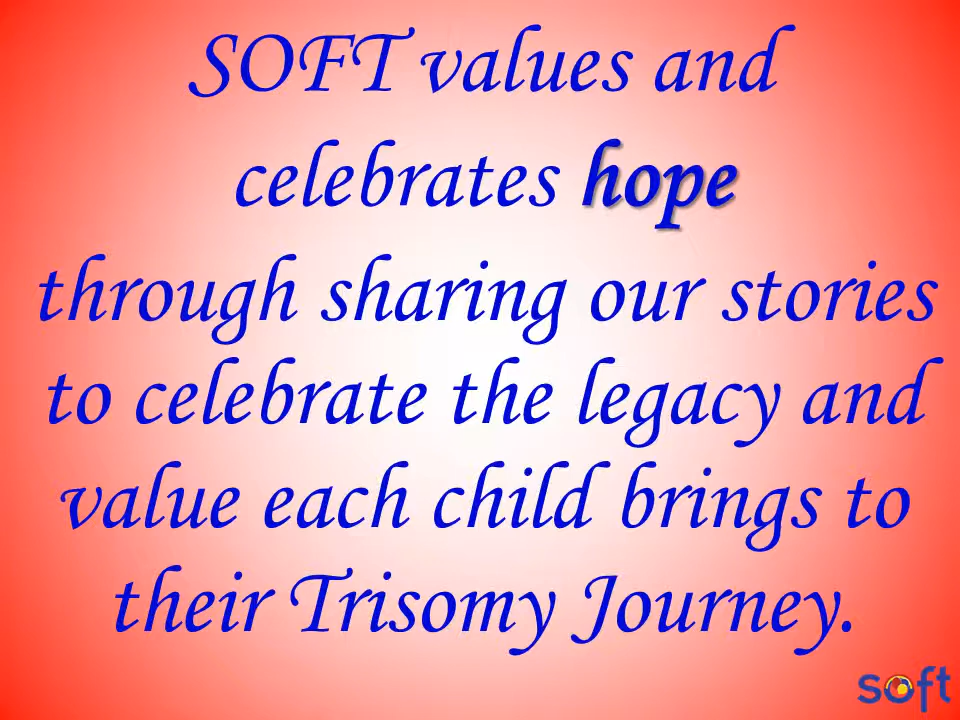 SOFT values and
celebrates hope
through sharing our stories
to celebrate the legacy and
value each child brings to
their Trisomy Journey.
soft